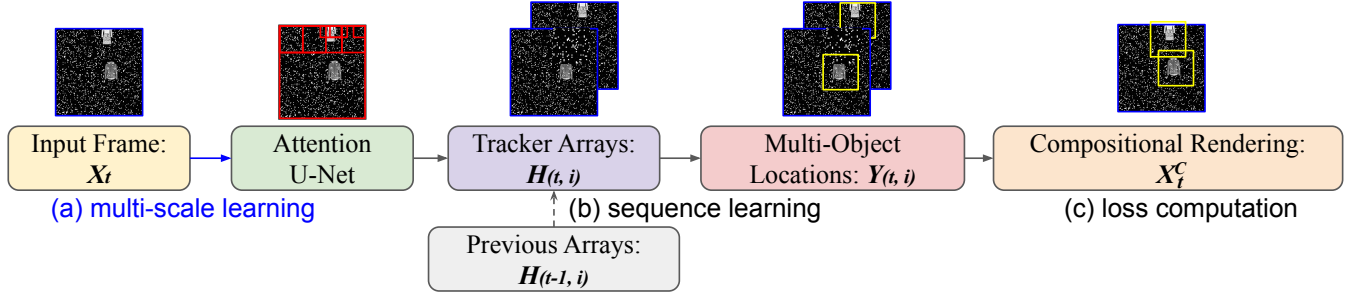 Input Frame:
Xt
Attention
U-Net
Tracker Arrays:
H(t, i)
Multi-Object
Locations: Y(t, i)
Compositional Rendering:
X_t^C
(a) multi-scale learning
(b) sequence learning
(c) loss computation
Previous Arrays:
H(t-1, i)